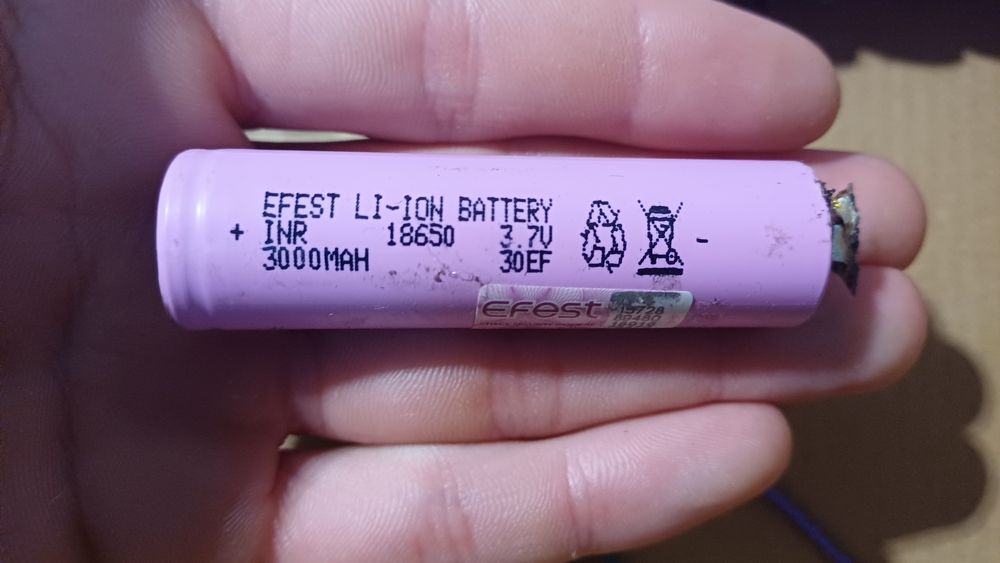 EFEST LI-ION BATTERY
+ INR 18650 3.7V -
3000MAH 30EF
Efest